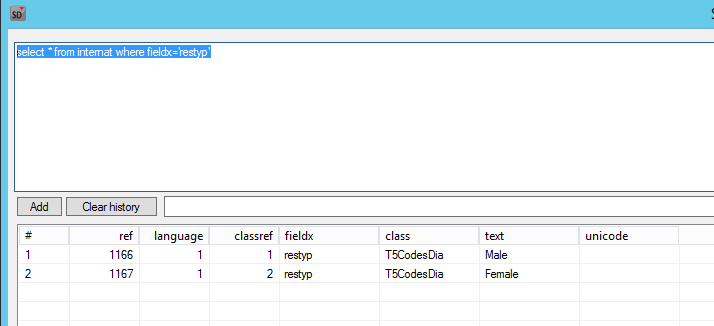 SD
select * from internat where fieldx='restyp'
Add Clear history
# ref language classref fieldx class text unicode
1 1166 1 1 restyp T5CodesDia Male
2 1167 1 2 restyp T5CodesDia Female